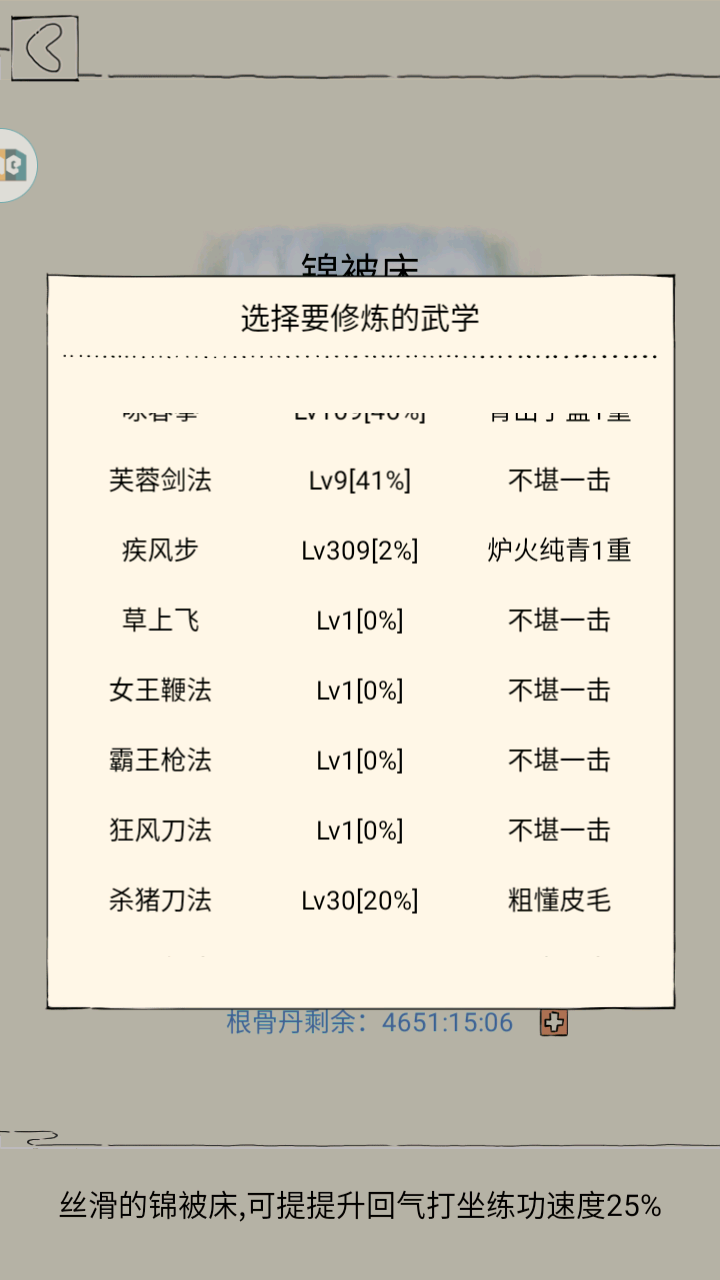 锦被床
选择要修炼的武学
芙蓉剑法 Lv9[41%] 不堪一击
疾风步 Lv309[2%] 炉火纯青1重
草上飞 Lv1[0%] 不堪一击
女王鞭法 Lv1[0%] 不堪一击
霸王枪法 Lv1[0%] 不堪一击
狂风刀法 Lv1[0%] 不堪一击
杀猪刀法 Lv30[20%] 粗懂皮毛
根骨丹剩余：4651:15:06
丝滑的锦被床,可提提升回气打坐练功速度25%